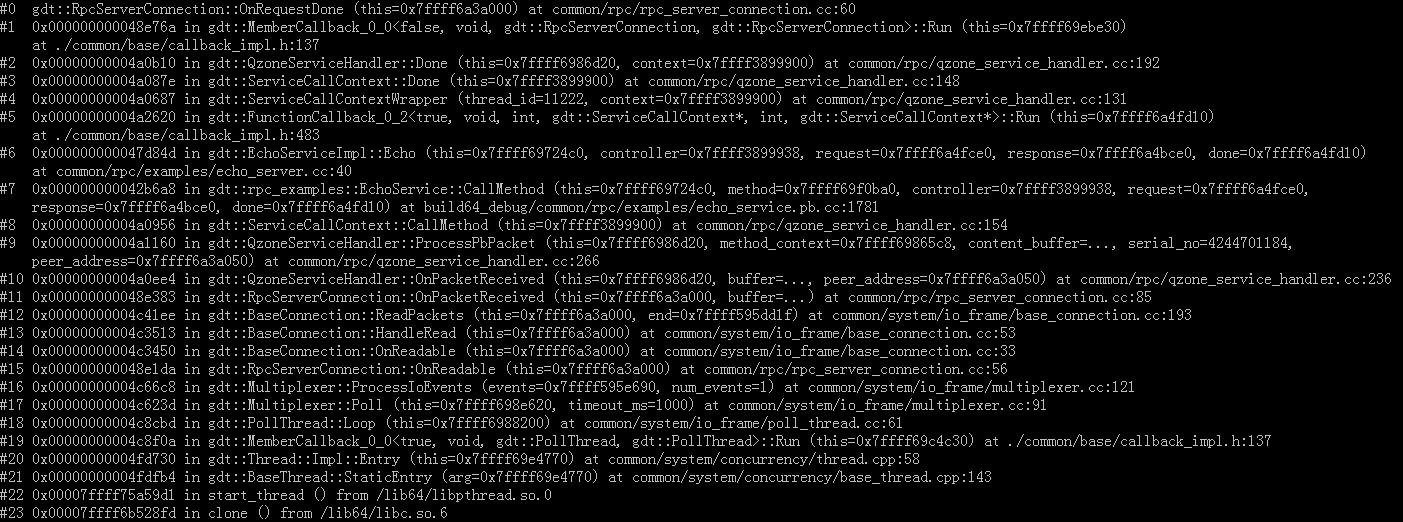 #0  gdt::RpcServerConnection::OnRequestDone (this=0x7ffff6a3a000) at common/rpc/rpc_server_connection.cc:60
#1  0x000000000048e76a in gdt::MemberCallback_0_0<false, void, gdt::RpcServerConnection, gdt::RpcServerConnection>::Run (this=0x7ffff69ebe30)
    at ./common/base/callback_impl.h:137
#2  0x00000000004a0b10 in gdt::QzoneServiceHandler::Done (this=0x7ffff6986d20, context=0x7ffff3899900) at common/rpc/qzone_service_handler.cc:192
#3  0x00000000004a087e in gdt::ServiceCallContext::Done (this=0x7ffff3899900) at common/rpc/qzone_service_handler.cc:148
#4  0x00000000004a0687 in gdt::ServiceCallContextWrapper (thread_id=11222, context=0x7ffff3899900) at common/rpc/qzone_service_handler.cc:131
#5  0x00000000004a2620 in gdt::FunctionCallback_0_2<true, void, int, gdt::ServiceCallContext*, int, gdt::ServiceCallContext*>::Run (this=0x7ffff6a4fd10)
    at ./common/base/callback_impl.h:483
#6  0x000000000047d84d in gdt::EchoServiceImpl::Echo (this=0x7ffff69724c0, controller=0x7ffff3899938, request=0x7ffff6a4fce0, response=0x7ffff6a4bce0, done=0x7ffff6a4fd10)
    at common/rpc/examples/echo_server.cc:40
#7  0x000000000042b6a8 in gdt::rpc_examples::EchoService::CallMethod (this=0x7ffff69724c0, method=0x7ffff69f0ba0, controller=0x7ffff3899938, request=0x7ffff6a4fce0,
    response=0x7ffff6a4bce0, done=0x7ffff6a4fd10) at build64_debug/common/rpc/examples/echo_service.pb.cc:1781
#8  0x00000000004a0956 in gdt::ServiceCallContext::CallMethod (this=0x7ffff3899900) at common/rpc/qzone_service_handler.cc:154
#9  0x00000000004a1160 in gdt::QzoneServiceHandler::ProcessPbPacket (this=0x7ffff6986d20, method_context=0x7ffff69865c8, content_buffer=..., serial_no=4244701184,
    peer_address=0x7ffff6a3a050) at common/rpc/qzone_service_handler.cc:266
#10 0x00000000004a0ee4 in gdt::QzoneServiceHandler::OnPacketReceived (this=0x7ffff6986d20, buffer=..., peer_address=0x7ffff6a3a050) at common/rpc/qzone_service_handler.cc:236
#11 0x000000000048e383 in gdt::RpcServerConnection::OnPacketReceived (this=0x7ffff6a3a000, buffer=...) at common/rpc/rpc_server_connection.cc:85
#12 0x00000000004c41ee in gdt::BaseConnection::ReadPackets (this=0x7ffff6a3a000, end=0x7ffff595dd1f) at common/system/io_frame/base_connection.cc:193
#13 0x00000000004c3513 in gdt::BaseConnection::HandleRead (this=0x7ffff6a3a000) at common/system/io_frame/base_connection.cc:53
#14 0x00000000004c3450 in gdt::BaseConnection::OnReadable (this=0x7ffff6a3a000) at common/system/io_frame/base_connection.cc:33
#15 0x000000000048e1da in gdt::RpcServerConnection::OnReadable (this=0x7ffff6a3a000) at common/rpc/rpc_server_connection.cc:56
#16 0x00000000004c66c8 in gdt::Multiplexer::ProcessIoEvents (events=0x7ffff595e690, num_events=1) at common/system/io_frame/multiplexer.cc:121
#17 0x00000000004c623d in gdt::Multiplexer::Poll (this=0x7ffff698e620, timeout_ms=1000) at common/system/io_frame/multiplexer.cc:91
#18 0x00000000004c8cbd in gdt::PollThread::Loop (this=0x7ffff6988200) at common/system/io_frame/poll_thread.cc:61
#19 0x00000000004c8f0a in gdt::MemberCallback_0_0<true, void, gdt::PollThread, gdt::PollThread>::Run (this=0x7ffff69c4c30) at ./common/base/callback_impl.h:137
#20 0x00000000004fd730 in gdt::Thread::Impl::Entry (this=0x7ffff69e4770) at common/system/concurrency/thread.cpp:58
#21 0x00000000004fdfb4 in gdt::BaseThread::StaticEntry (arg=0x7ffff69e4770) at common/system/concurrency/base_thread.cpp:143
#22 0x00007ffff75a59d1 in start_thread () from /lib64/libpthread.so.0
#23 0x00007ffff6b528fd in clone () from /lib64/libc.so.6